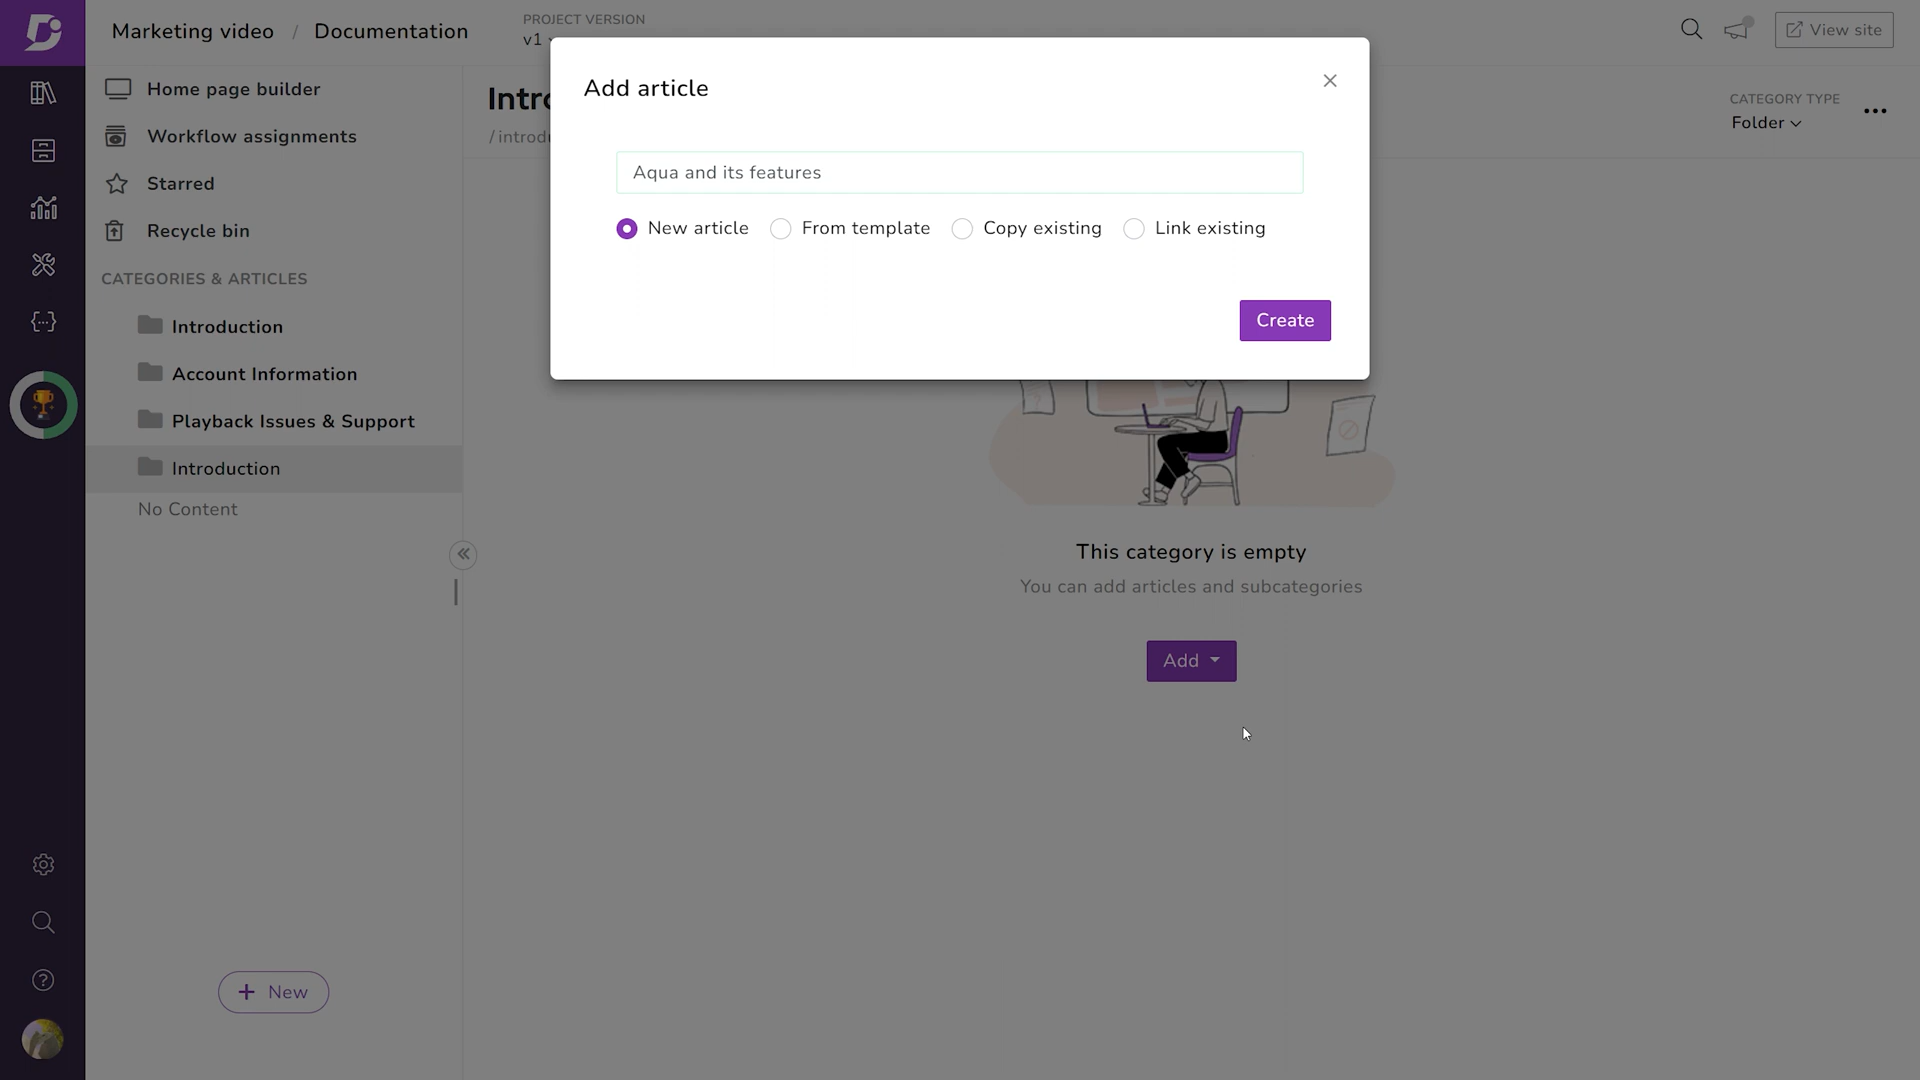 Marketing video / Documentation
PROJECT VERSION
v1
View site
Home page builder
Workflow assignments
Starred
Recycle bin
CATEGORIES & ARTICLES
Introduction
Account Information
Playback Issues & Support
Introduction
No Content
New
Intro
/introdu
CATEGORY TYPE
Folder
Add article
Aqua and its features
New article
From template
Copy existing
Link existing
Create
This category is empty
You can add articles and subcategories
Add